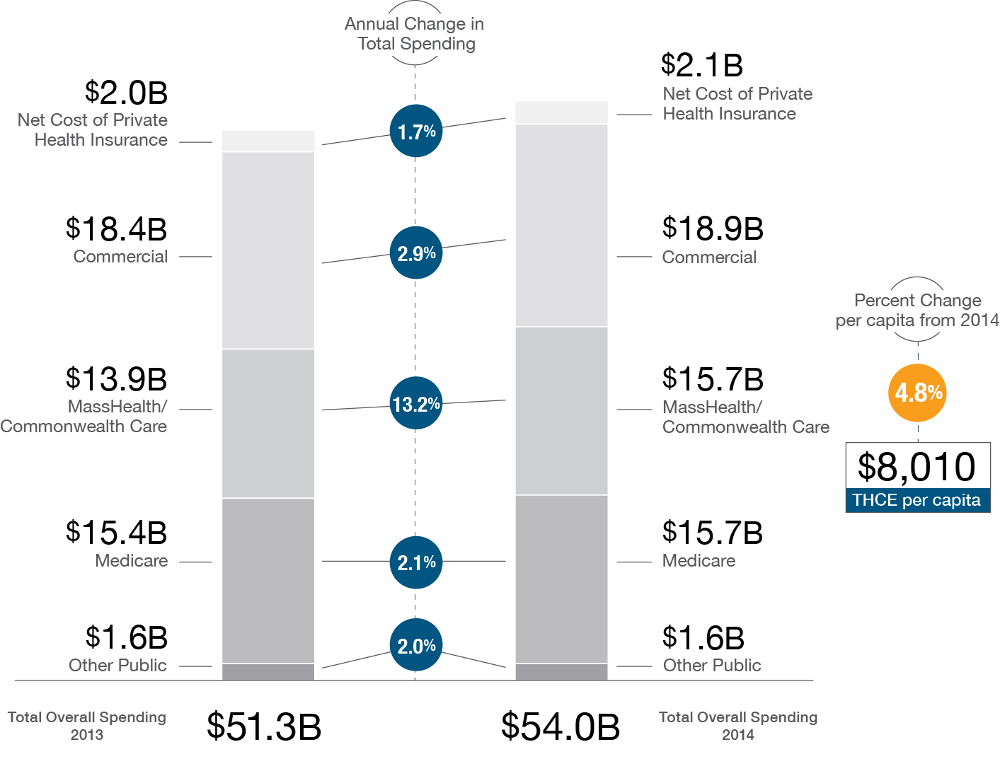 Annual Change in
Total Spending
$2.0B
Net Cost of Private
Health Insurance
1.7%
$2.1B
Net Cost of Private
Health Insurance
$18.4B
Commercial
2.9%
$18.9B
Commercial
$13.9B
MassHealth/
Commonwealth Care
13.2%
$15.7B
MassHealth/
Commonwealth Care
$15.4B
Medicare
2.1%
$15.7B
Medicare
$1.6B
Other Public
2.0%
$1.6B
Other Public
Total Overall Spending
2013
$51.3B
$54.0B
Total Overall Spending
2014
Percent Change
per capita from 2014
4.8%
$8,010
THCE per capita